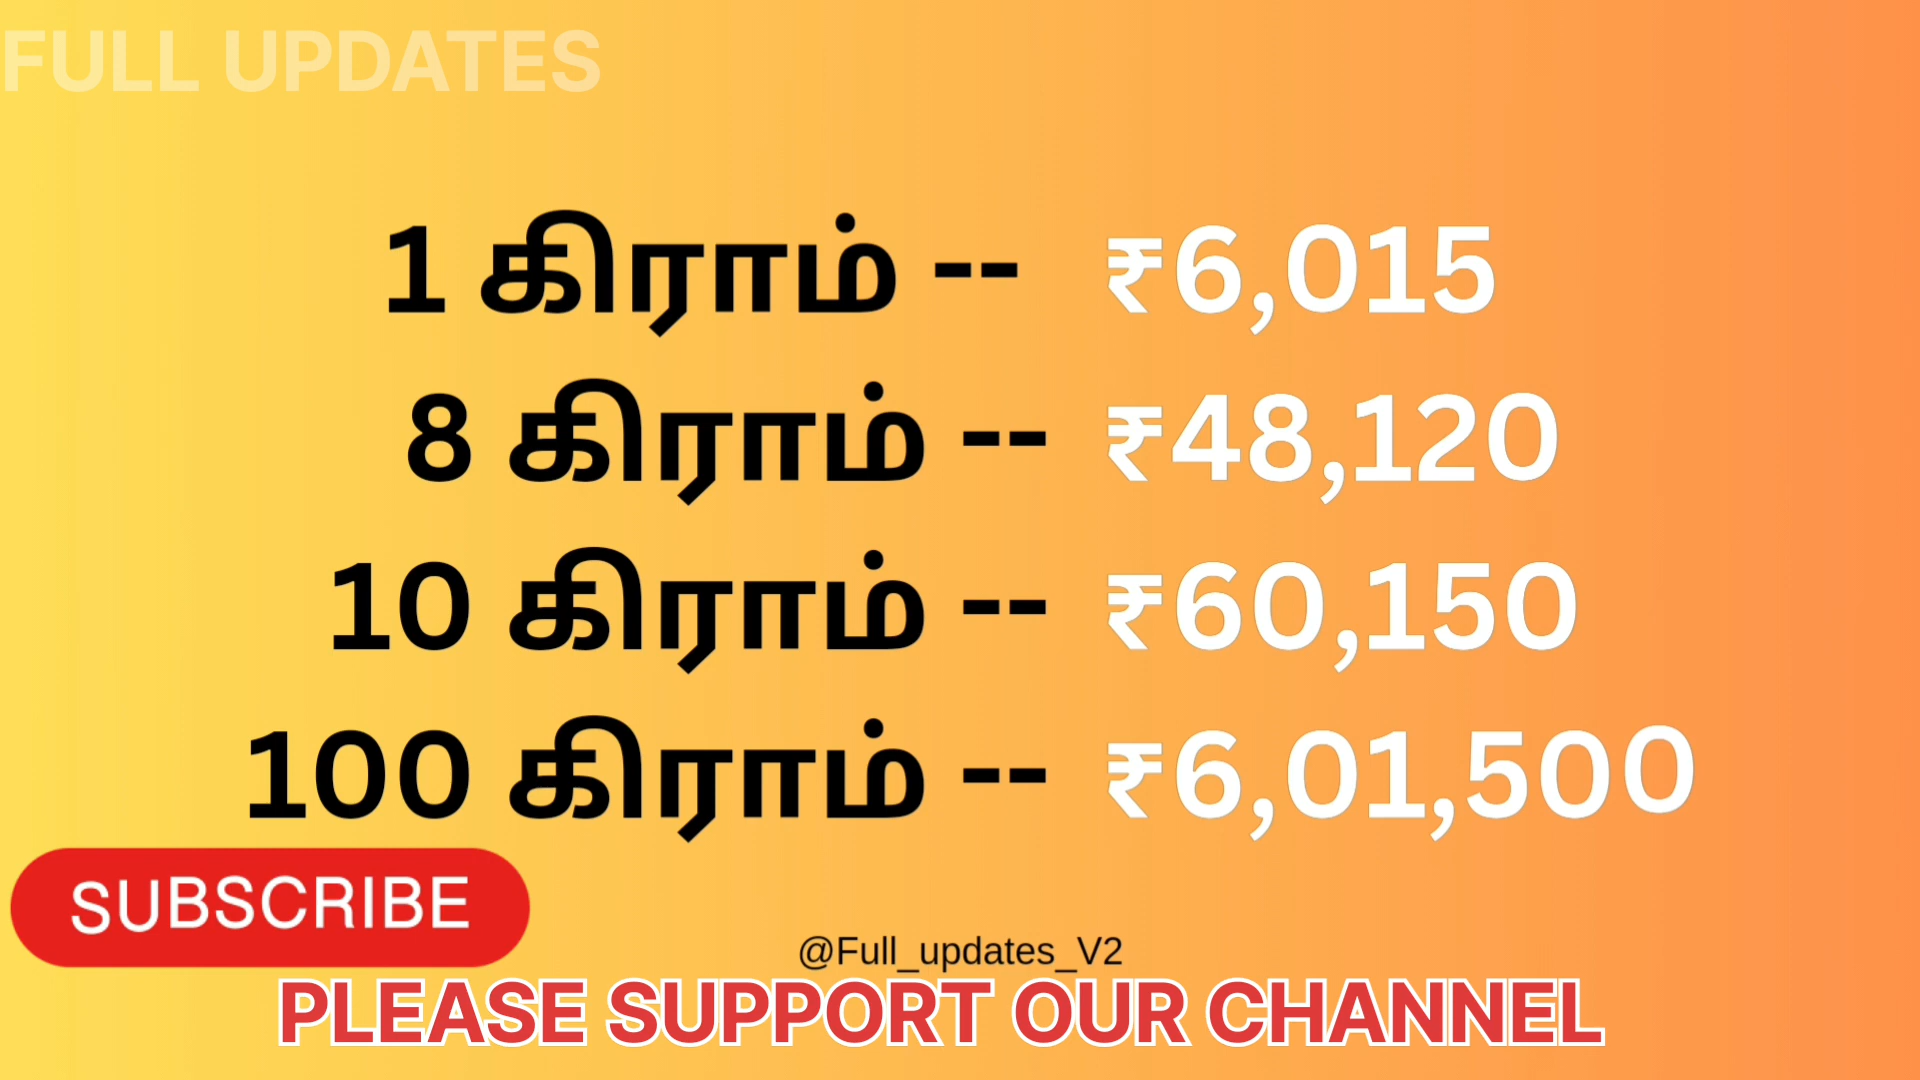 FULL UPDATES
1 கிராம் -- ₹6,015
8 கிராம் -- ₹48,120
10 கிராம் -- ₹60,150
100 கிராம் -- ₹6,01,500
SUBSCRIBE
@Full_updates_V2
PLEASE SUPPORT OUR CHANNEL